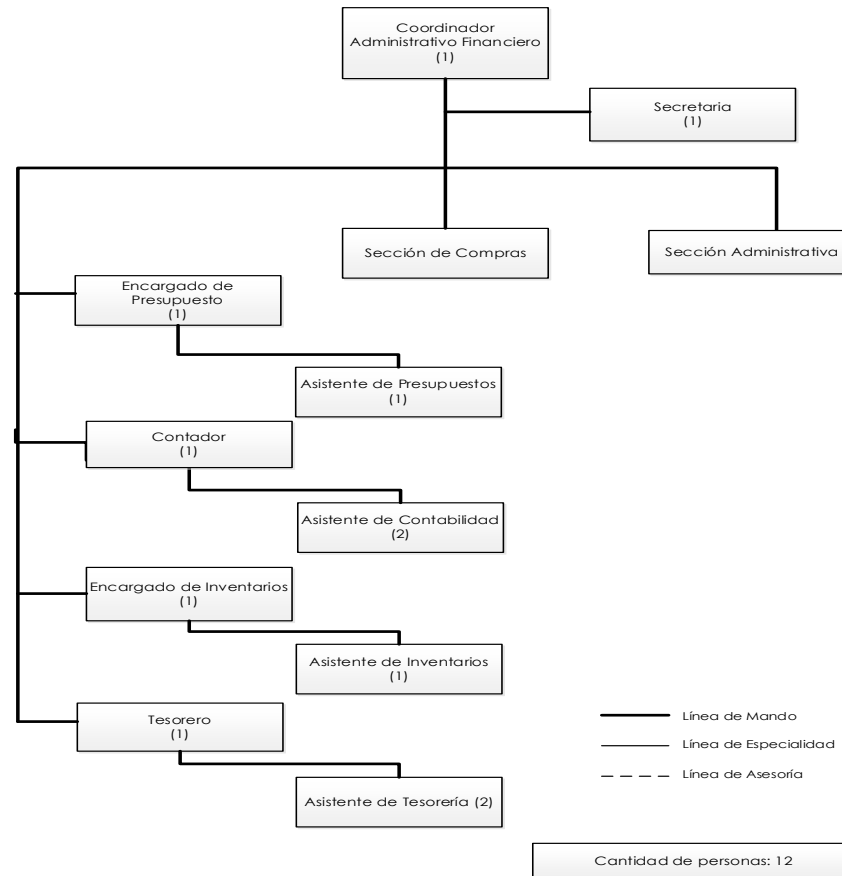 Coordinador
Administrativo Financiero
(1)
Secretaria
(1)
Sección de Compras
Sección Administrativa
Encargado de
Presupuesto
(1)
Asistente de Presupuestos
(1)
Contador
(1)
Asistente de Contabilidad
(2)
Encargado de Inventarios
(1)
Asistente de Inventarios
(1)
Tesorero
(1)
Asistente de Tesorería (2)
Línea de Mando
Línea de Especialidad
Línea de Asesoría
Cantidad de personas: 12